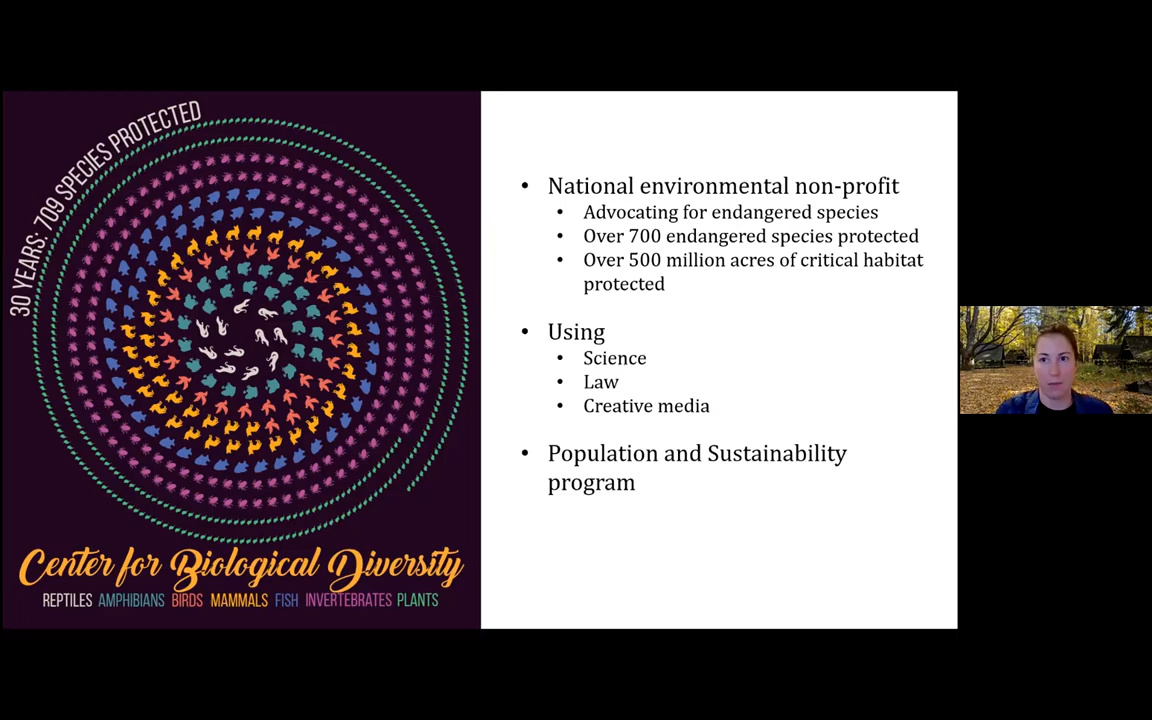 30 YEARS: 709 SPECIES PROTECTED
Center for Biological Diversity
REPTILES AMPHIBIANS BIRDS MAMMALS FISH INVERTEBRATES PLANTS
• National environmental non-profit
• Advocating for endangered species
• Over 700 endangered species protected
• Over 500 million acres of critical habitat
protected
• Using
• Science
• Law
• Creative media
• Population and Sustainability
program